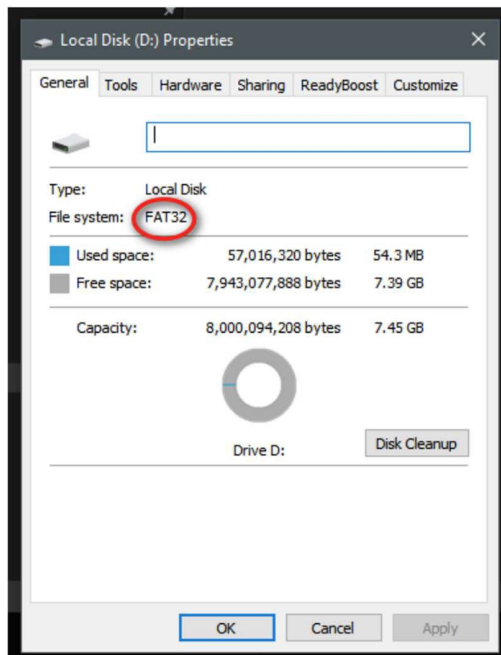 Local Disk (D:) Properties
General Tools Hardware Sharing ReadyBoost Customize
Type: Local Disk
File system: FAT32
Used space: 57,016,320 bytes 54.3 MB
Free space: 7,943,077,888 bytes 7.39 GB
Capacity: 8,000,094,208 bytes 7.45 GB
Drive D:
Disk Cleanup
OK Cancel Apply